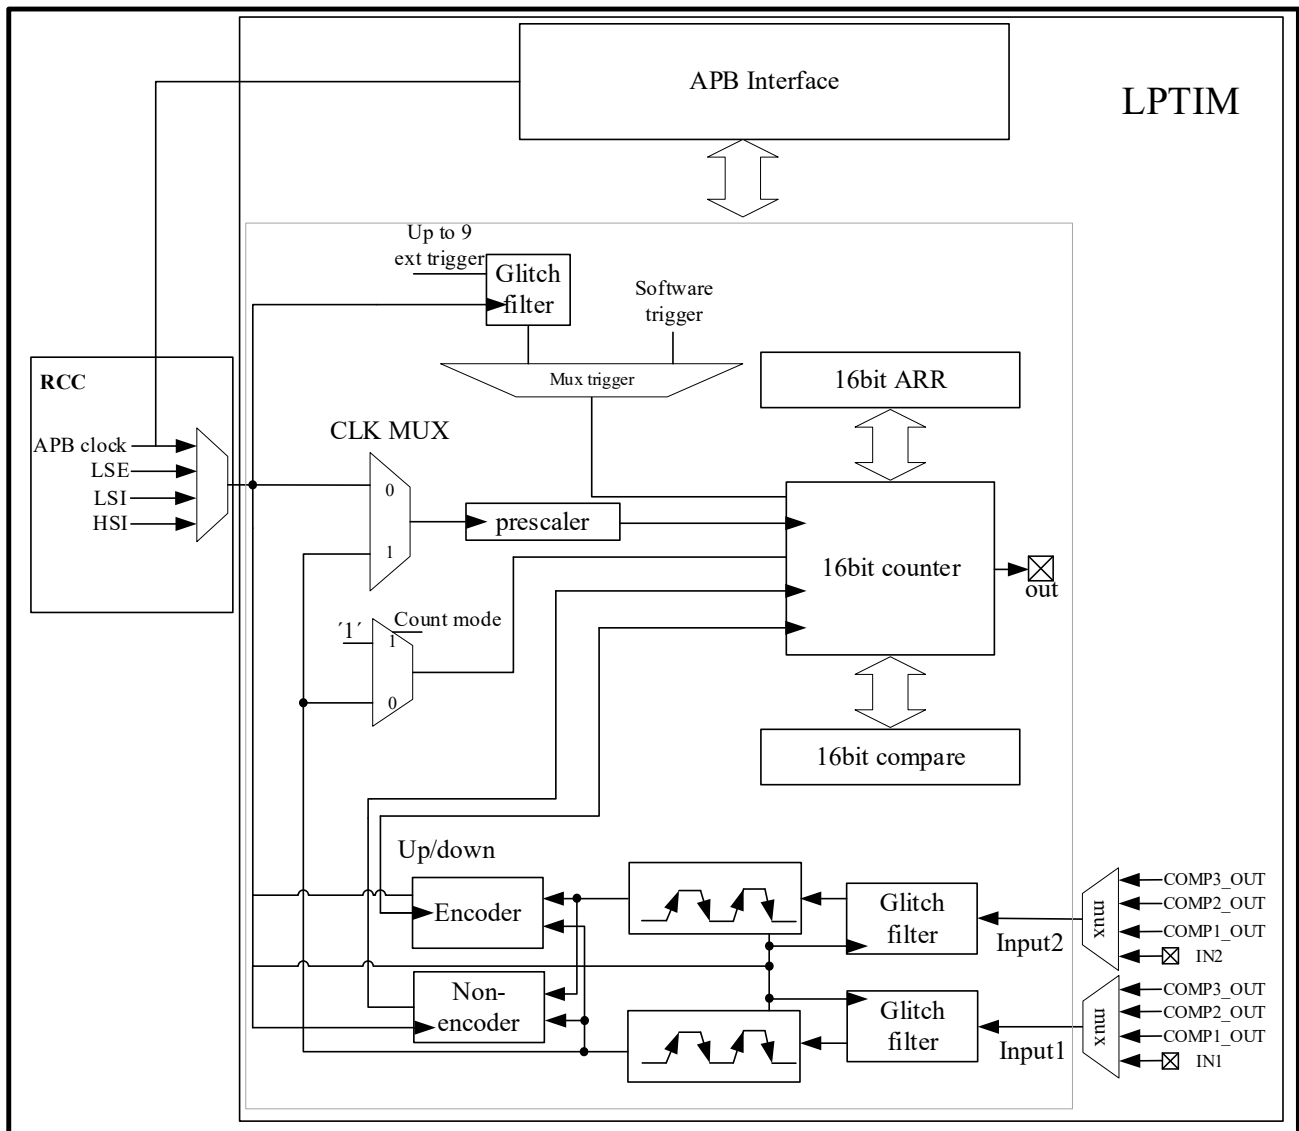 APB Interface
LPTIM
Up to 9
ext trigger
Glitch
filter
Software
trigger
Mux trigger
16bit ARR
RCC
APB clock
LSE
LSI
HSI
CLK MUX
0
1
prescaler
16bit counter
out
´1´
Count mode
1
0
16bit compare
Up/down
Encoder
Non-
encoder
Glitch
filter
Input2
mux
COMP3_OUT
COMP2_OUT
COMP1_OUT
IN2
Glitch
filter
Input1
mux
COMP3_OUT
COMP2_OUT
COMP1_OUT
IN1